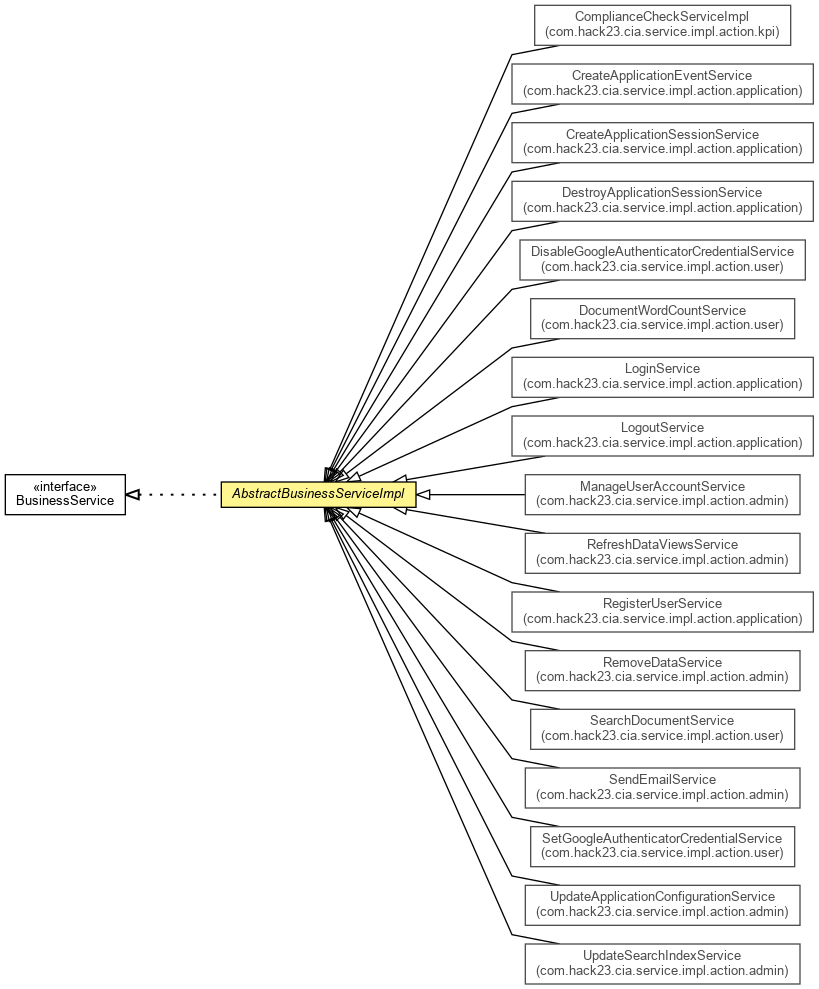 ComplianceCheckServiceImpl
(com.hack23.cia.service.impl.action.kpi)
CreateApplicationEventService
(com.hack23.cia.service.impl.action.application)
CreateApplicationSessionService
(com.hack23.cia.service.impl.action.application)
DestroyApplicationSessionService
(com.hack23.cia.service.impl.action.application)
DisableGoogleAuthenticatorCredentialService
(com.hack23.cia.service.impl.action.user)
DocumentWordCountService
(com.hack23.cia.service.impl.action.user)
LoginService
(com.hack23.cia.service.impl.action.application)
LogoutService
(com.hack23.cia.service.impl.action.application)
«interface»
BusinessService
AbstractBusinessServiceImpl
ManageUserAccountService
(com.hack23.cia.service.impl.action.admin)
RefreshDataViewsService
(com.hack23.cia.service.impl.action.admin)
RegisterUserService
(com.hack23.cia.service.impl.action.application)
RemoveDataService
(com.hack23.cia.service.impl.action.admin)
SearchDocumentService
(com.hack23.cia.service.impl.action.user)
SendEmailService
(com.hack23.cia.service.impl.action.admin)
SetGoogleAuthenticatorCredentialService
(com.hack23.cia.service.impl.action.user)
UpdateApplicationConfigurationService
(com.hack23.cia.service.impl.action.admin)
UpdateSearchIndexService
(com.hack23.cia.service.impl.action.admin)